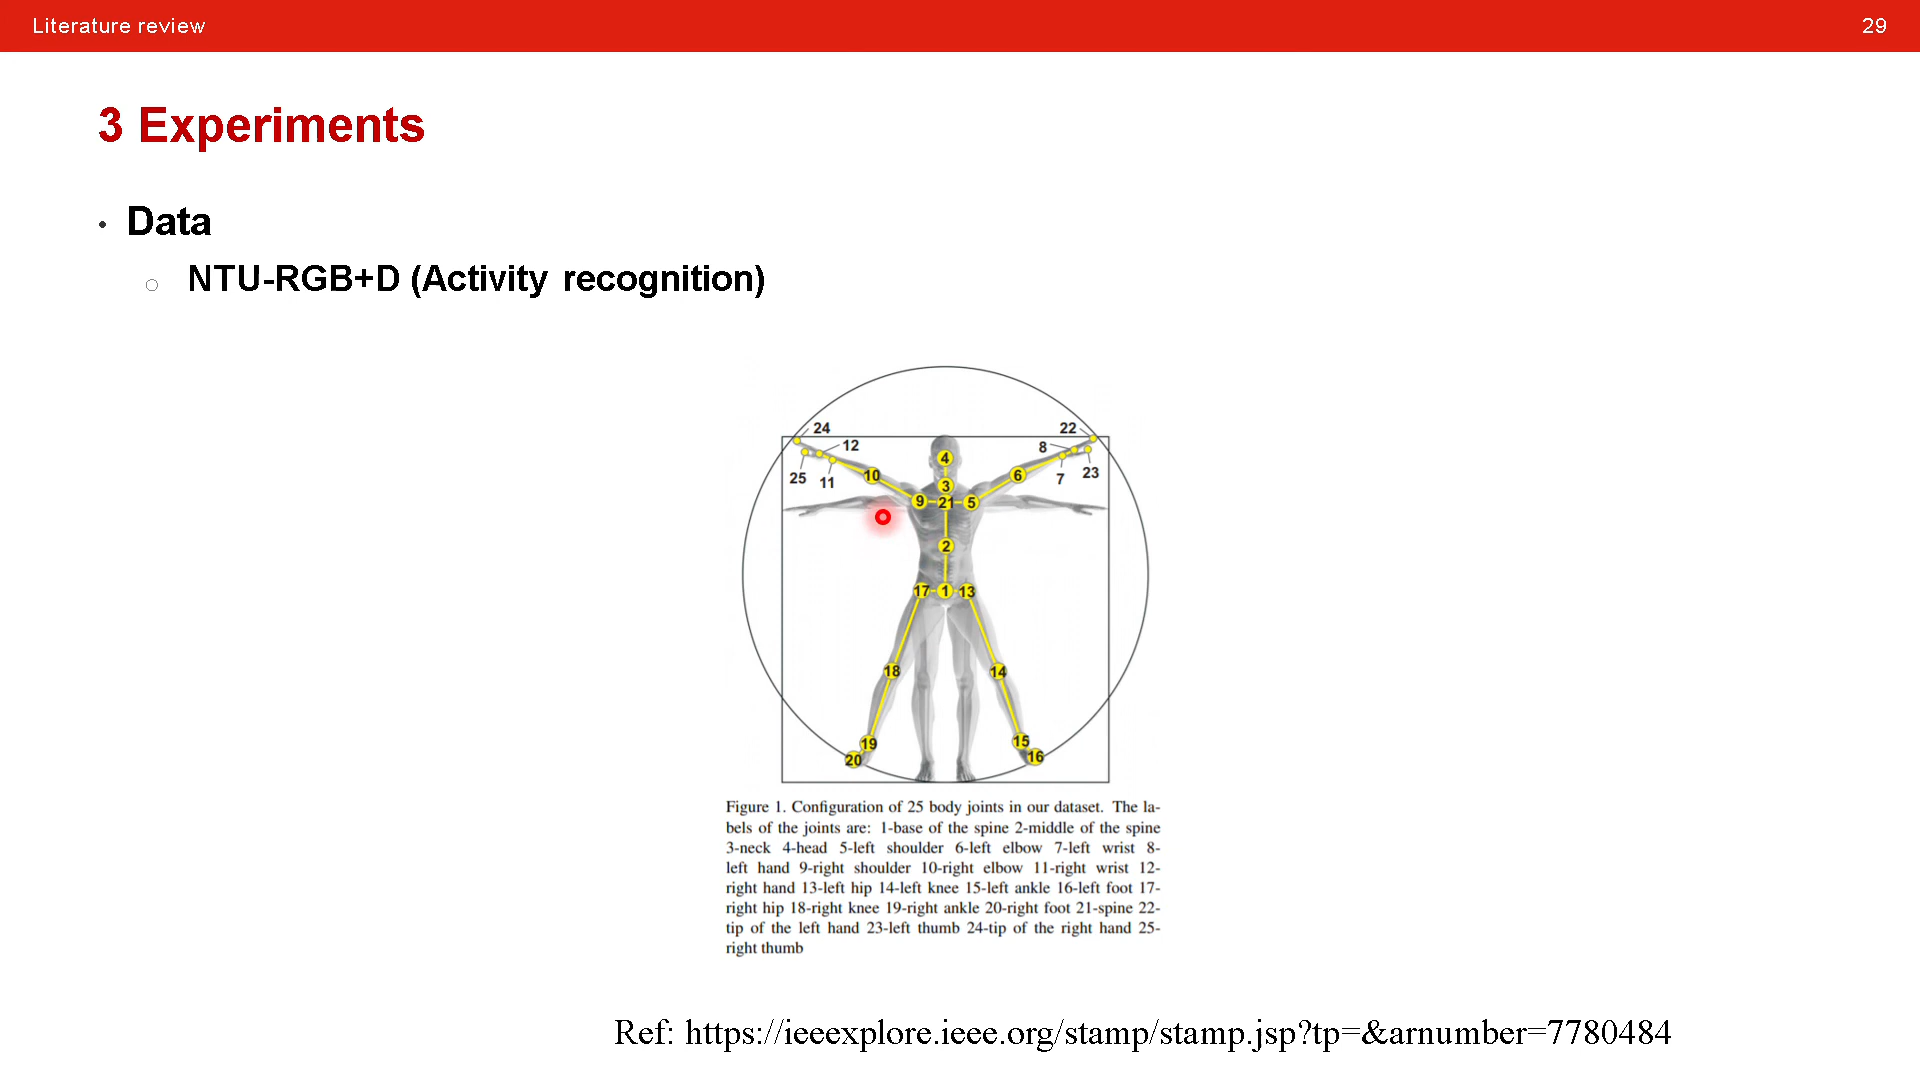 Literature review
29
3 Experiments
• Data
○ NTU-RGB+D (Activity recognition)
24
22
12
8
4
25
11
10
6
7
23
3
9
21
5
2
17
1
13
18
14
19
15
20
16
Figure 1. Configuration of 25 body joints in our dataset. The la-
bels of the joints are: 1-base of the spine 2-middle of the spine
3-neck 4-head 5-left shoulder 6-left elbow 7-left wrist 8-
left hand 9-right shoulder 10-right elbow 11-right wrist 12-
right hand 13-left hip 14-left knee 15-left ankle 16-left foot 17-
right hip 18-right knee 19-right ankle 20-right foot 21-spine 22-
tip of the left hand 23-left thumb 24-tip of the right hand 25-
right thumb
Ref: https://ieeexplore.ieee.org/stamp/stamp.jsp?tp=&arnumber=7780484